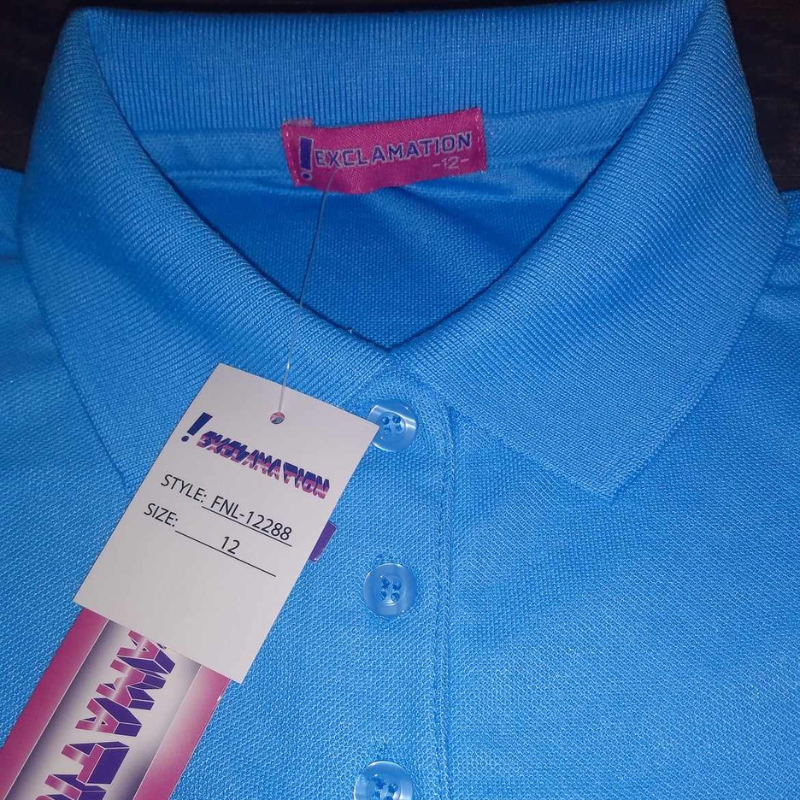 !EXCLAMATION
-12-
!EXCLAMATION
STYLE: FNL-12288
SIZE: 12